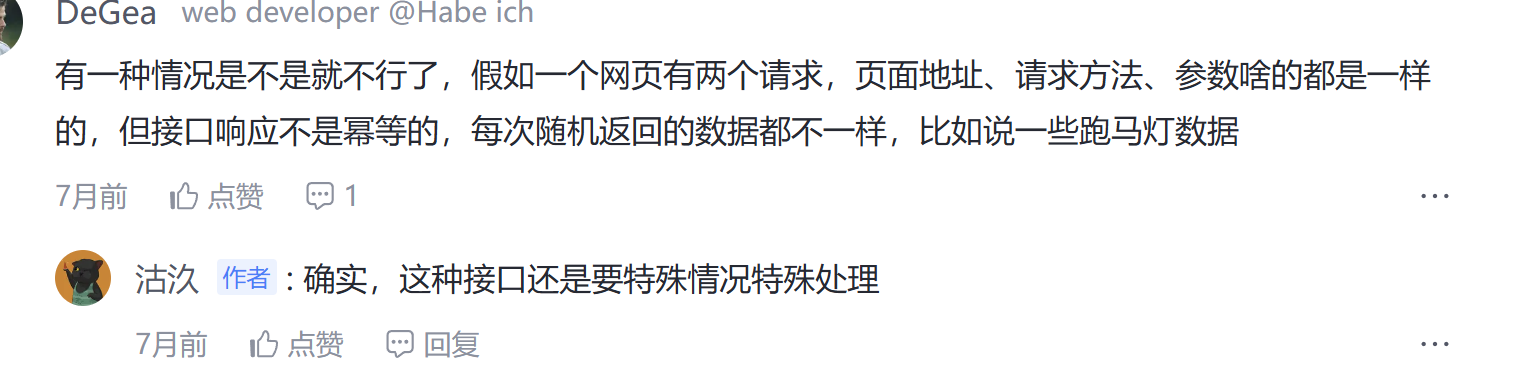 DeGea web developer @Habe ich
有一种情况是不是就不行了，假如一个网页有两个请求，页面地址、请求方法、参数啥的都是一样
的，但接口响应不是幂等的，每次随机返回的数据都不一样，比如说一些跑马灯数据
7月前 点赞 1
沽氿 作者 : 确实，这种接口还是要特殊情况特殊处理
7月前 点赞 回复